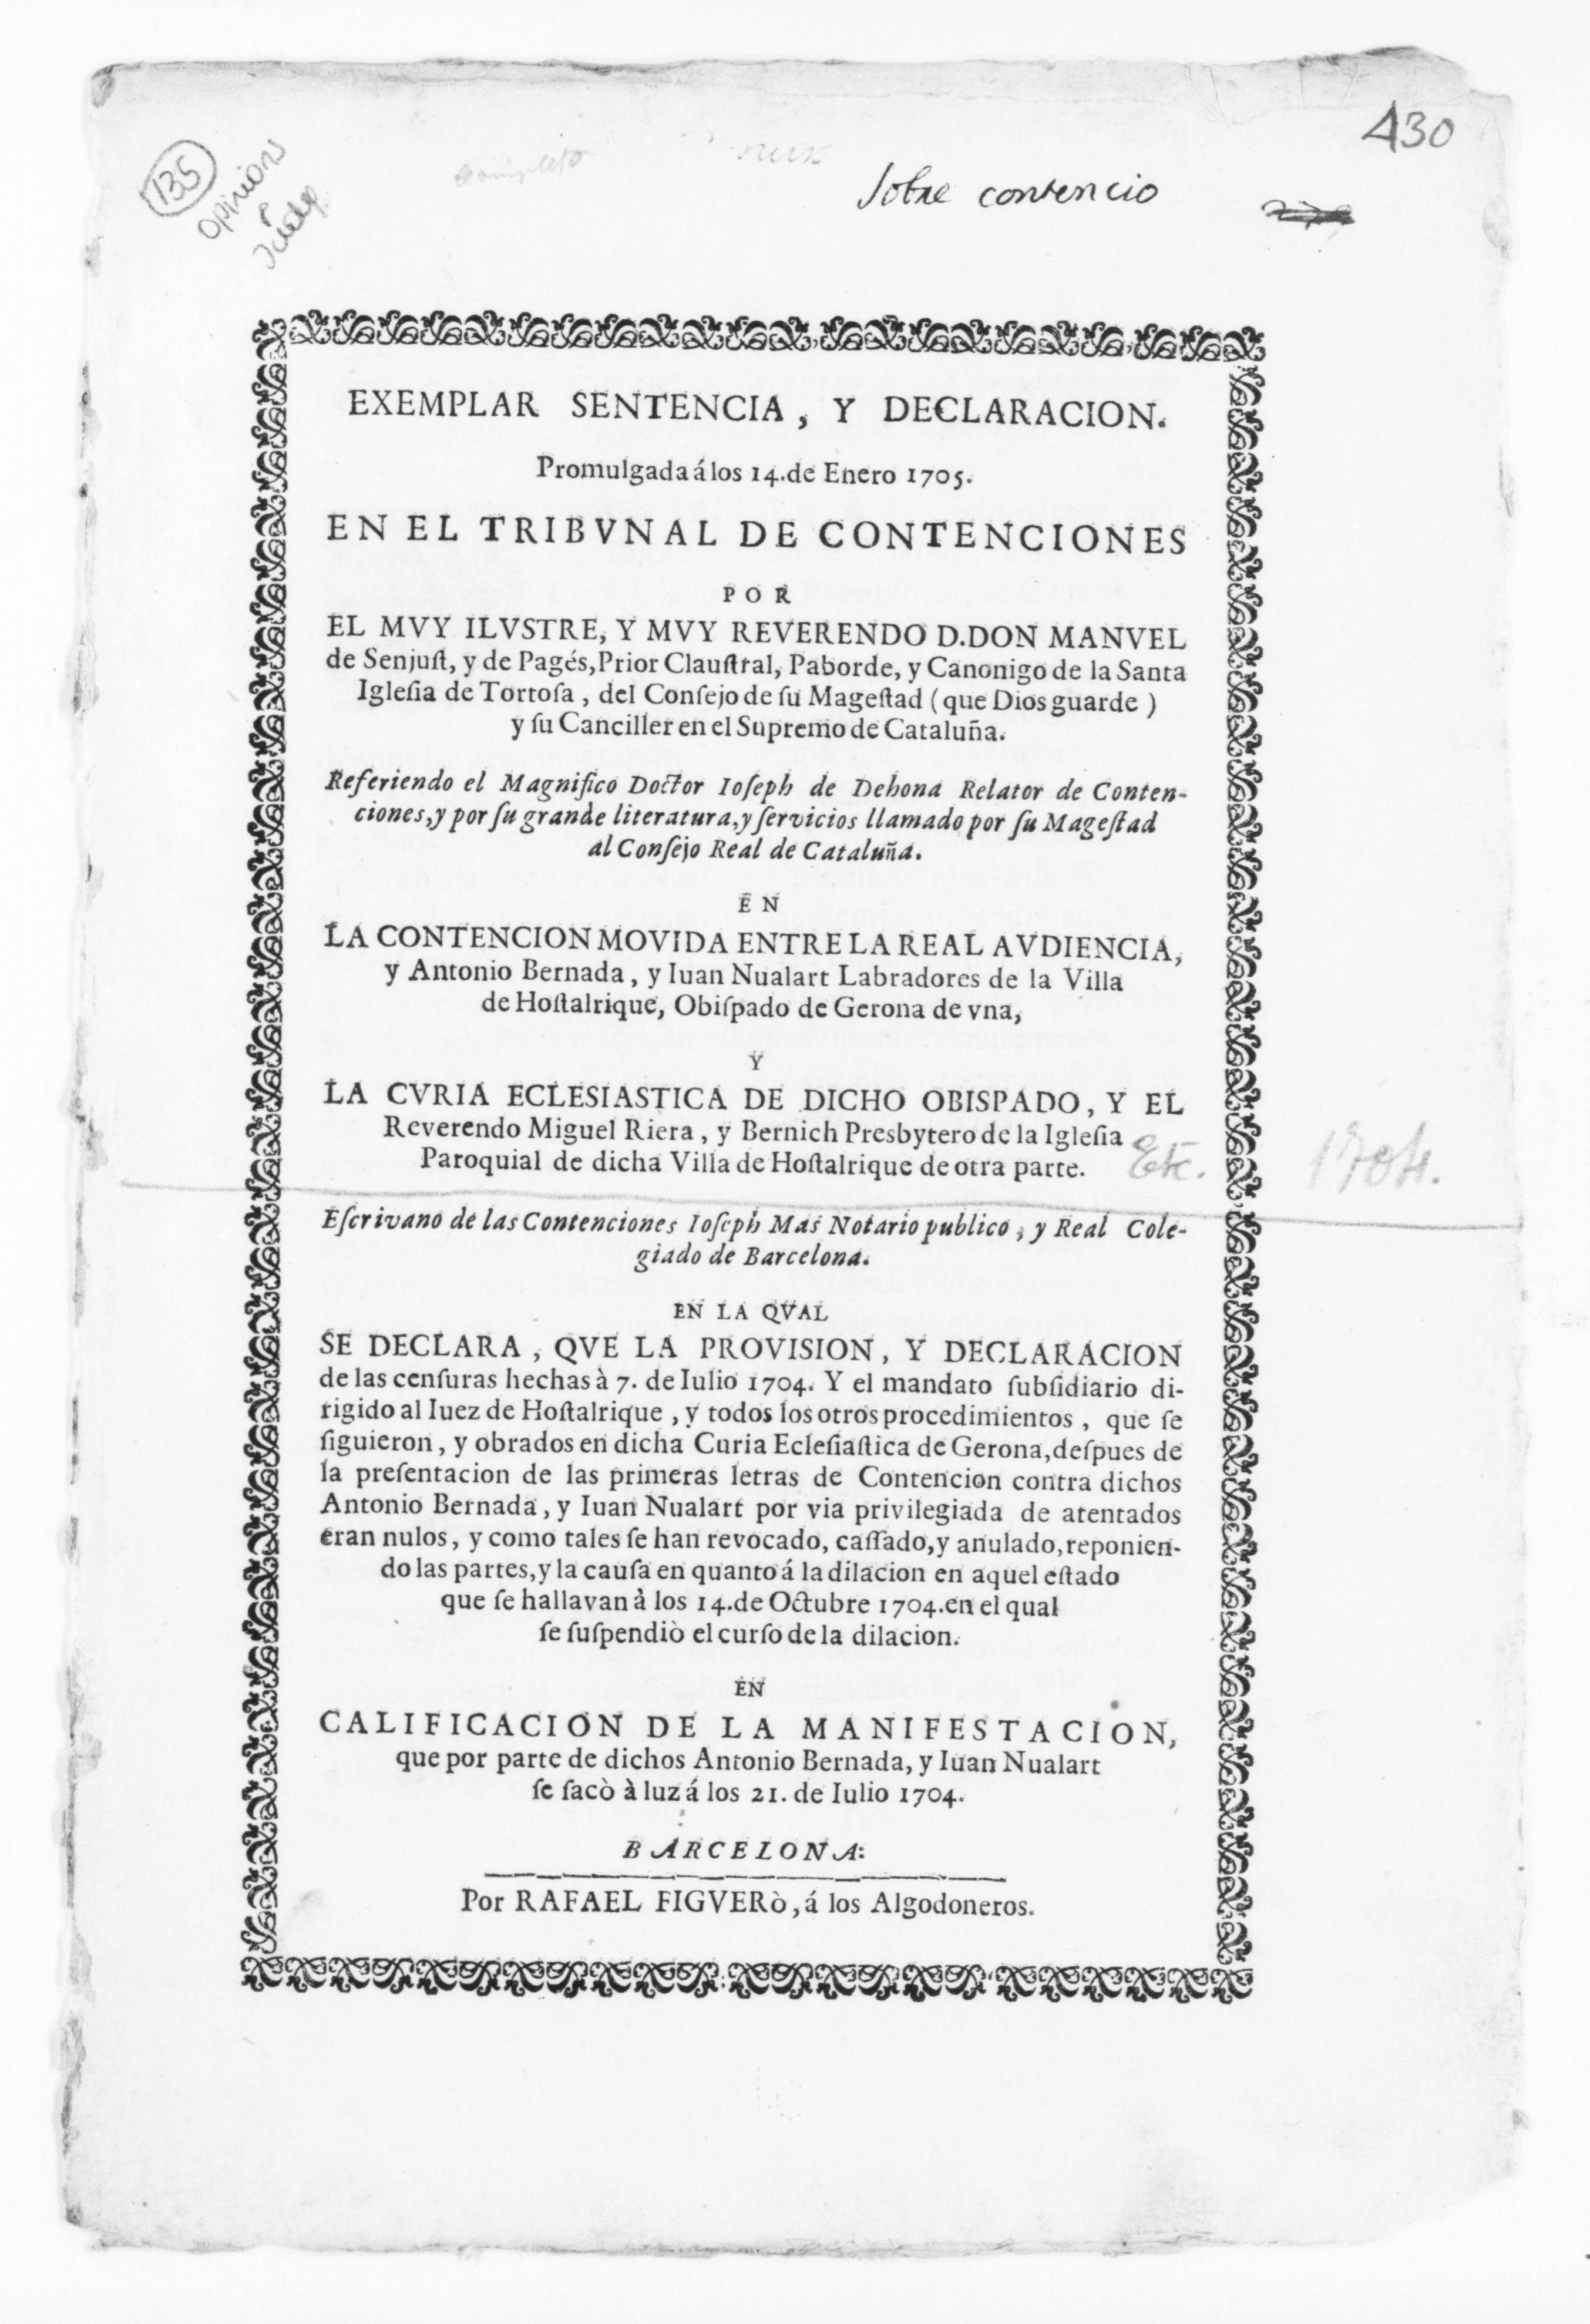 430
135
opinions
completo
Sobre contencio
EXEMPLAR SENTENCIA, Y DECLARACION.
Promulgada á los 14. de Enero 1705.
EN EL TRIBVNAL DE CONTENCIONES
POR
EL MVY ILVSTRE, Y MVY REVERENDO D. DON MANVEL
de Senjuſt, y de Pagés, Prior Clauſtral, Paborde, y Canonigo de la Santa
Igleſia de Tortoſa, del Conſejo de ſu Mageſtad (que Dios guarde)
y ſu Canciller en el Supremo de Cataluña.
Referiendo el Magnifico Doctor Ioſeph de Dehona Relator de Conten-
ciones, y por ſu grande literatura, y ſervicios llamado por ſu Mageſtad
al Conſejo Real de Cataluña.
EN
LA CONTENCION MOVIDA ENTRE LA REAL AVDIENCIA,
y Antonio Bernada, y Iuan Nualart Labradores de la Villa
de Hoſtalrique, Obiſpado de Gerona de vna,
Y
LA CVRIA ECLESIASTICA DE DICHO OBISPADO, Y EL
Reverendo Miguel Riera, y Bernich Presbytero de la Igleſia
Paroquial de dicha Villa de Hoſtalrique de otra parte. Etc.
1704.
Eſcrivano de las Contenciones Ioſeph Mas Notario publico, y Real Cole-
giado de Barcelona.
EN LA QVAL
SE DECLARA, QVE LA PROVISION, Y DECLARACION
de las cenſuras hechas à 7. de Iulio 1704. Y el mandato ſubſidiario di-
rigido al Iuez de Hoſtalrique, y todos los otros procedimientos, que ſe
ſiguieron, y obrados en dicha Curia Ecleſiaſtica de Gerona, deſpues de
la preſentacion de las primeras letras de Contencion contra dichos
Antonio Bernada, y Iuan Nualart por via privilegiada de atentados
eran nulos, y como tales ſe han revocado, caſſado, y anulado, reponien-
do las partes, y la cauſa en quanto á la dilacion en aquel eſtado
que ſe hallavan à los 14. de Octubre 1704. en el qual
ſe ſuſpendiò el curſo de la dilacion.
EN
CALIFICACION DE LA MANIFESTACION,
que por parte de dichos Antonio Bernada, y Iuan Nualart
ſe ſacò à luz á los 21. de Iulio 1704.
BARCELONA:
Por RAFAEL FIGVERò, á los Algodoneros.